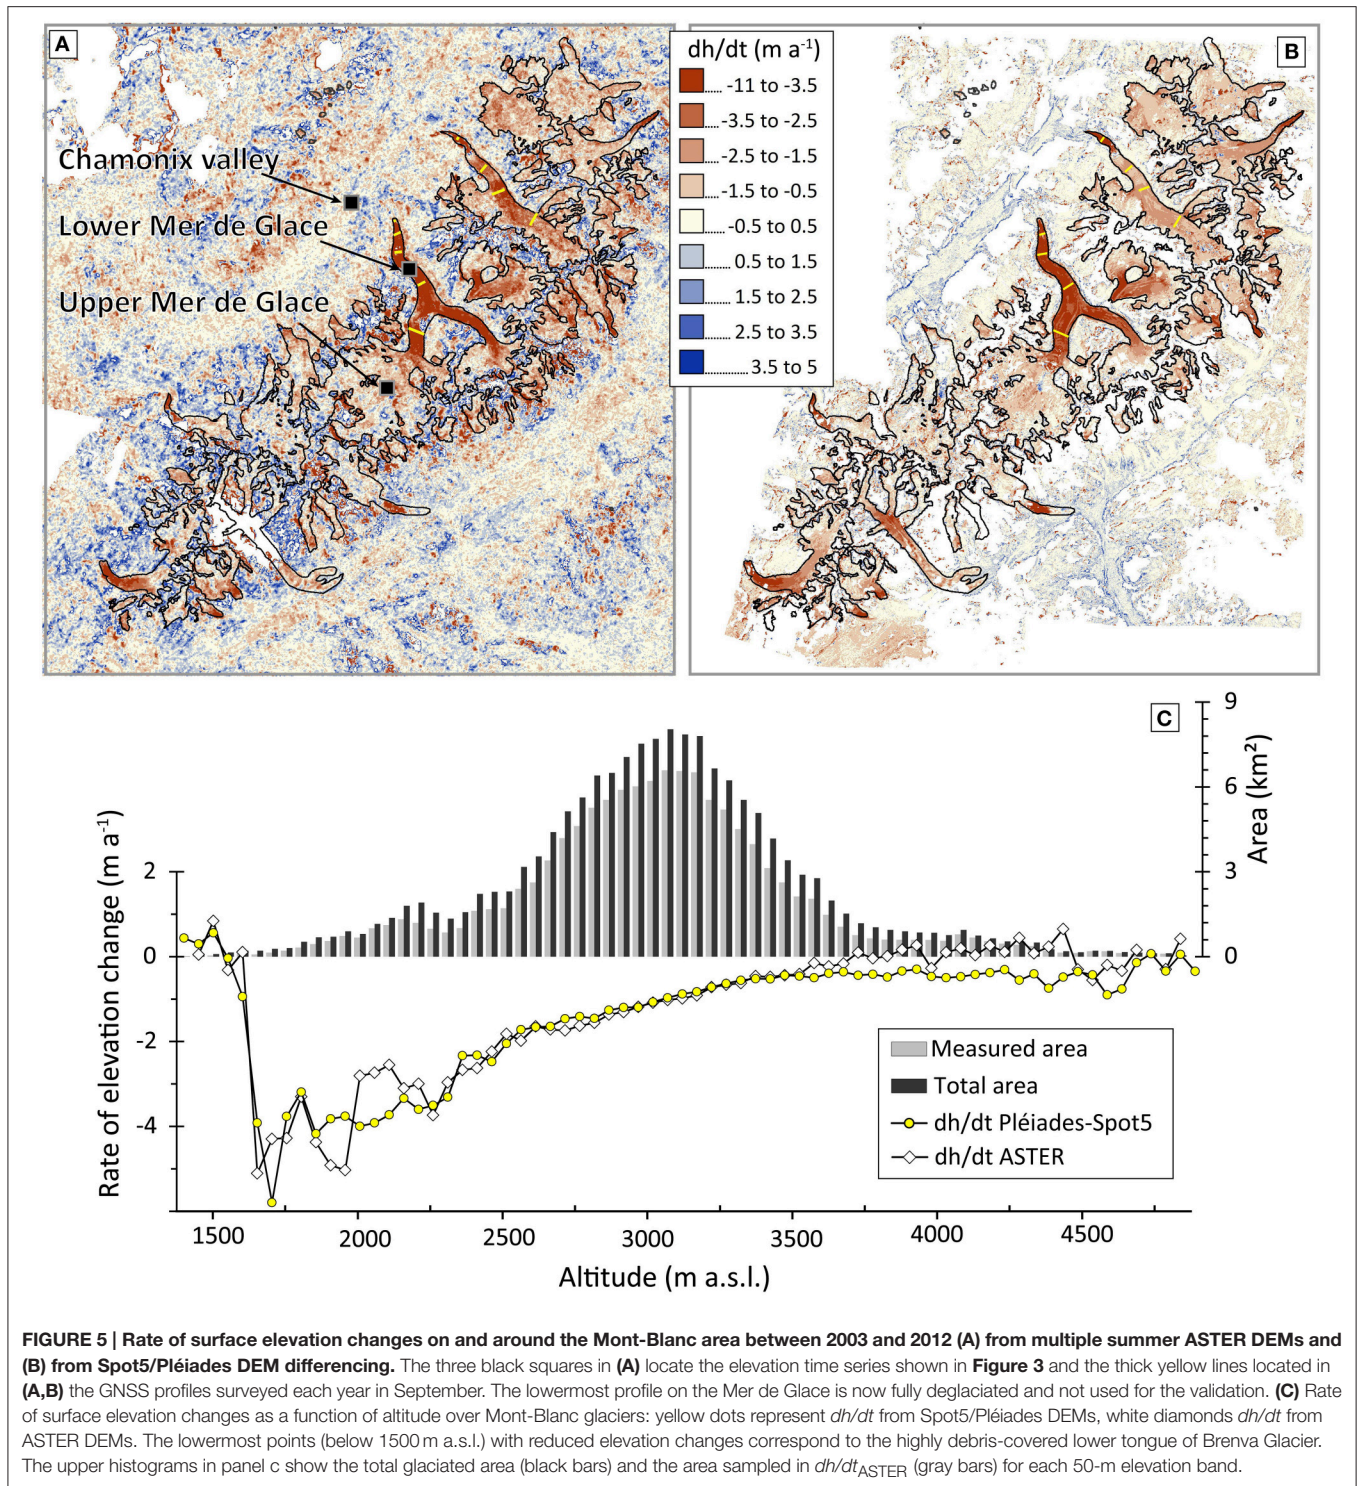 A
B
dh/dt (m a⁻¹)
-11 to -3.5
-3.5 to -2.5
-2.5 to -1.5
-1.5 to -0.5
-0.5 to 0.5
0.5 to 1.5
1.5 to 2.5
2.5 to 3.5
3.5 to 5
Chamonix valley
Lower Mer de Glace
Upper Mer de Glace
C
Rate of elevation change (m a⁻¹)
2
0
-2
-4
9
6
3
0
Area (km²)
Measured area
Total area
dh/dt Pléiades-Spot5
dh/dt ASTER
1500 2000 2500 3000 3500 4000 4500
Altitude (m a.s.l.)
FIGURE 5 | Rate of surface elevation changes on and around the Mont-Blanc area between 2003 and 2012 (A) from multiple summer ASTER DEMs and
(B) from Spot5/Pléiades DEM differencing. The three black squares in (A) locate the elevation time series shown in Figure 3 and the thick yellow lines located in
(A,B) the GNSS profiles surveyed each year in September. The lowermost profile on the Mer de Glace is now fully deglaciated and not used for the validation. (C) Rate
of surface elevation changes as a function of altitude over Mont-Blanc glaciers: yellow dots represent dh/dt from Spot5/Pléiades DEMs, white diamonds dh/dt from
ASTER DEMs. The lowermost points (below 1500 m a.s.l.) with reduced elevation changes correspond to the highly debris-covered lower tongue of Brenva Glacier.
The upper histograms in panel c show the total glaciated area (black bars) and the area sampled in dh/dtASTER (gray bars) for each 50-m elevation band.